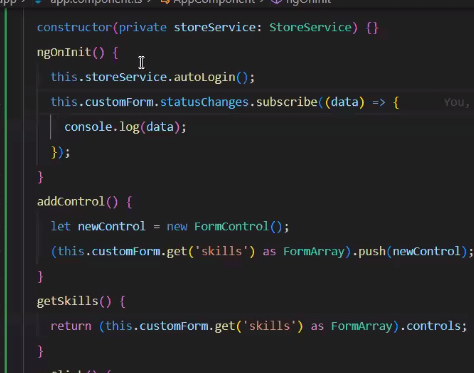 app > app.component.ts > AppComponent > ngOnInit
constructor(private storeService: StoreService) {}
ngOnInit() {
this.storeService.autoLogin();
this.customForm.statusChanges.subscribe((data) => { You,
console.log(data);
});
}
addControl() {
let newControl = new FormControl();
(this.customForm.get('skills') as FormArray).push(newControl);
}
getSkills() {
return (this.customForm.get('skills') as FormArray).controls;
}